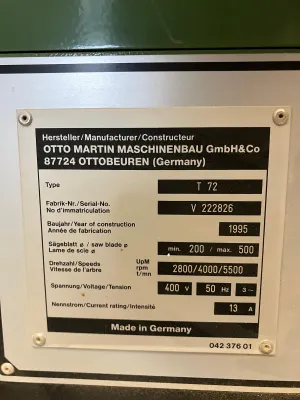 Hersteller/Manufacturer/Constructeur
OTTO MARTIN MASCHINENBAU GmbH&Co
87724 OTTOBEUREN (Germany)
Type T 72
Fabrik-Nr./Serial-No. V 222826
No d'immatriculation
Baujahr/Year of construction 1995
Année de fabrication
Sägeblatt ø / saw blade ø min. 200 / max. 500
Lame de scie ø
Drehzahl/Speeds UpM
Vitesse de l'arbre rpm 2800/4000/5500
t/mn
Spannung/Voltage/Tension 400 V 50 Hz 3~
Nennstrom/Current rating/Intensité 13 A
Made in Germany
042 376 01